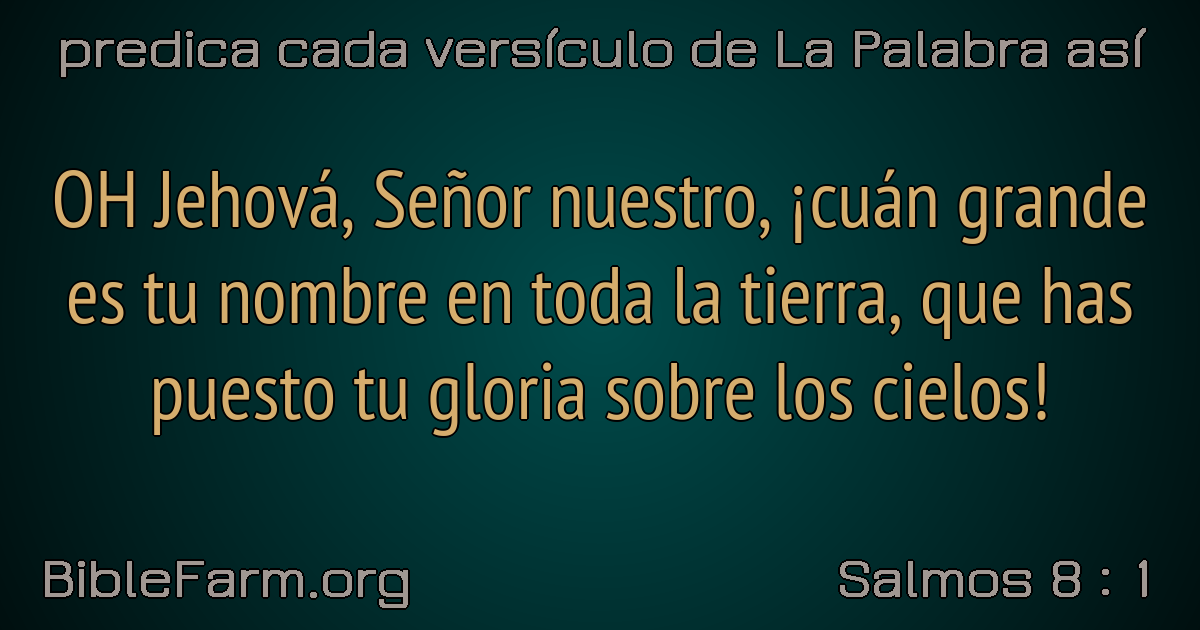 predica cada versículo de La Palabra así
OH Jehová, Señor nuestro, ¡cuán grande
es tu nombre en toda la tierra, que has
puesto tu gloria sobre los cielos!
BibleFarm.org
Salmos 8 : 1